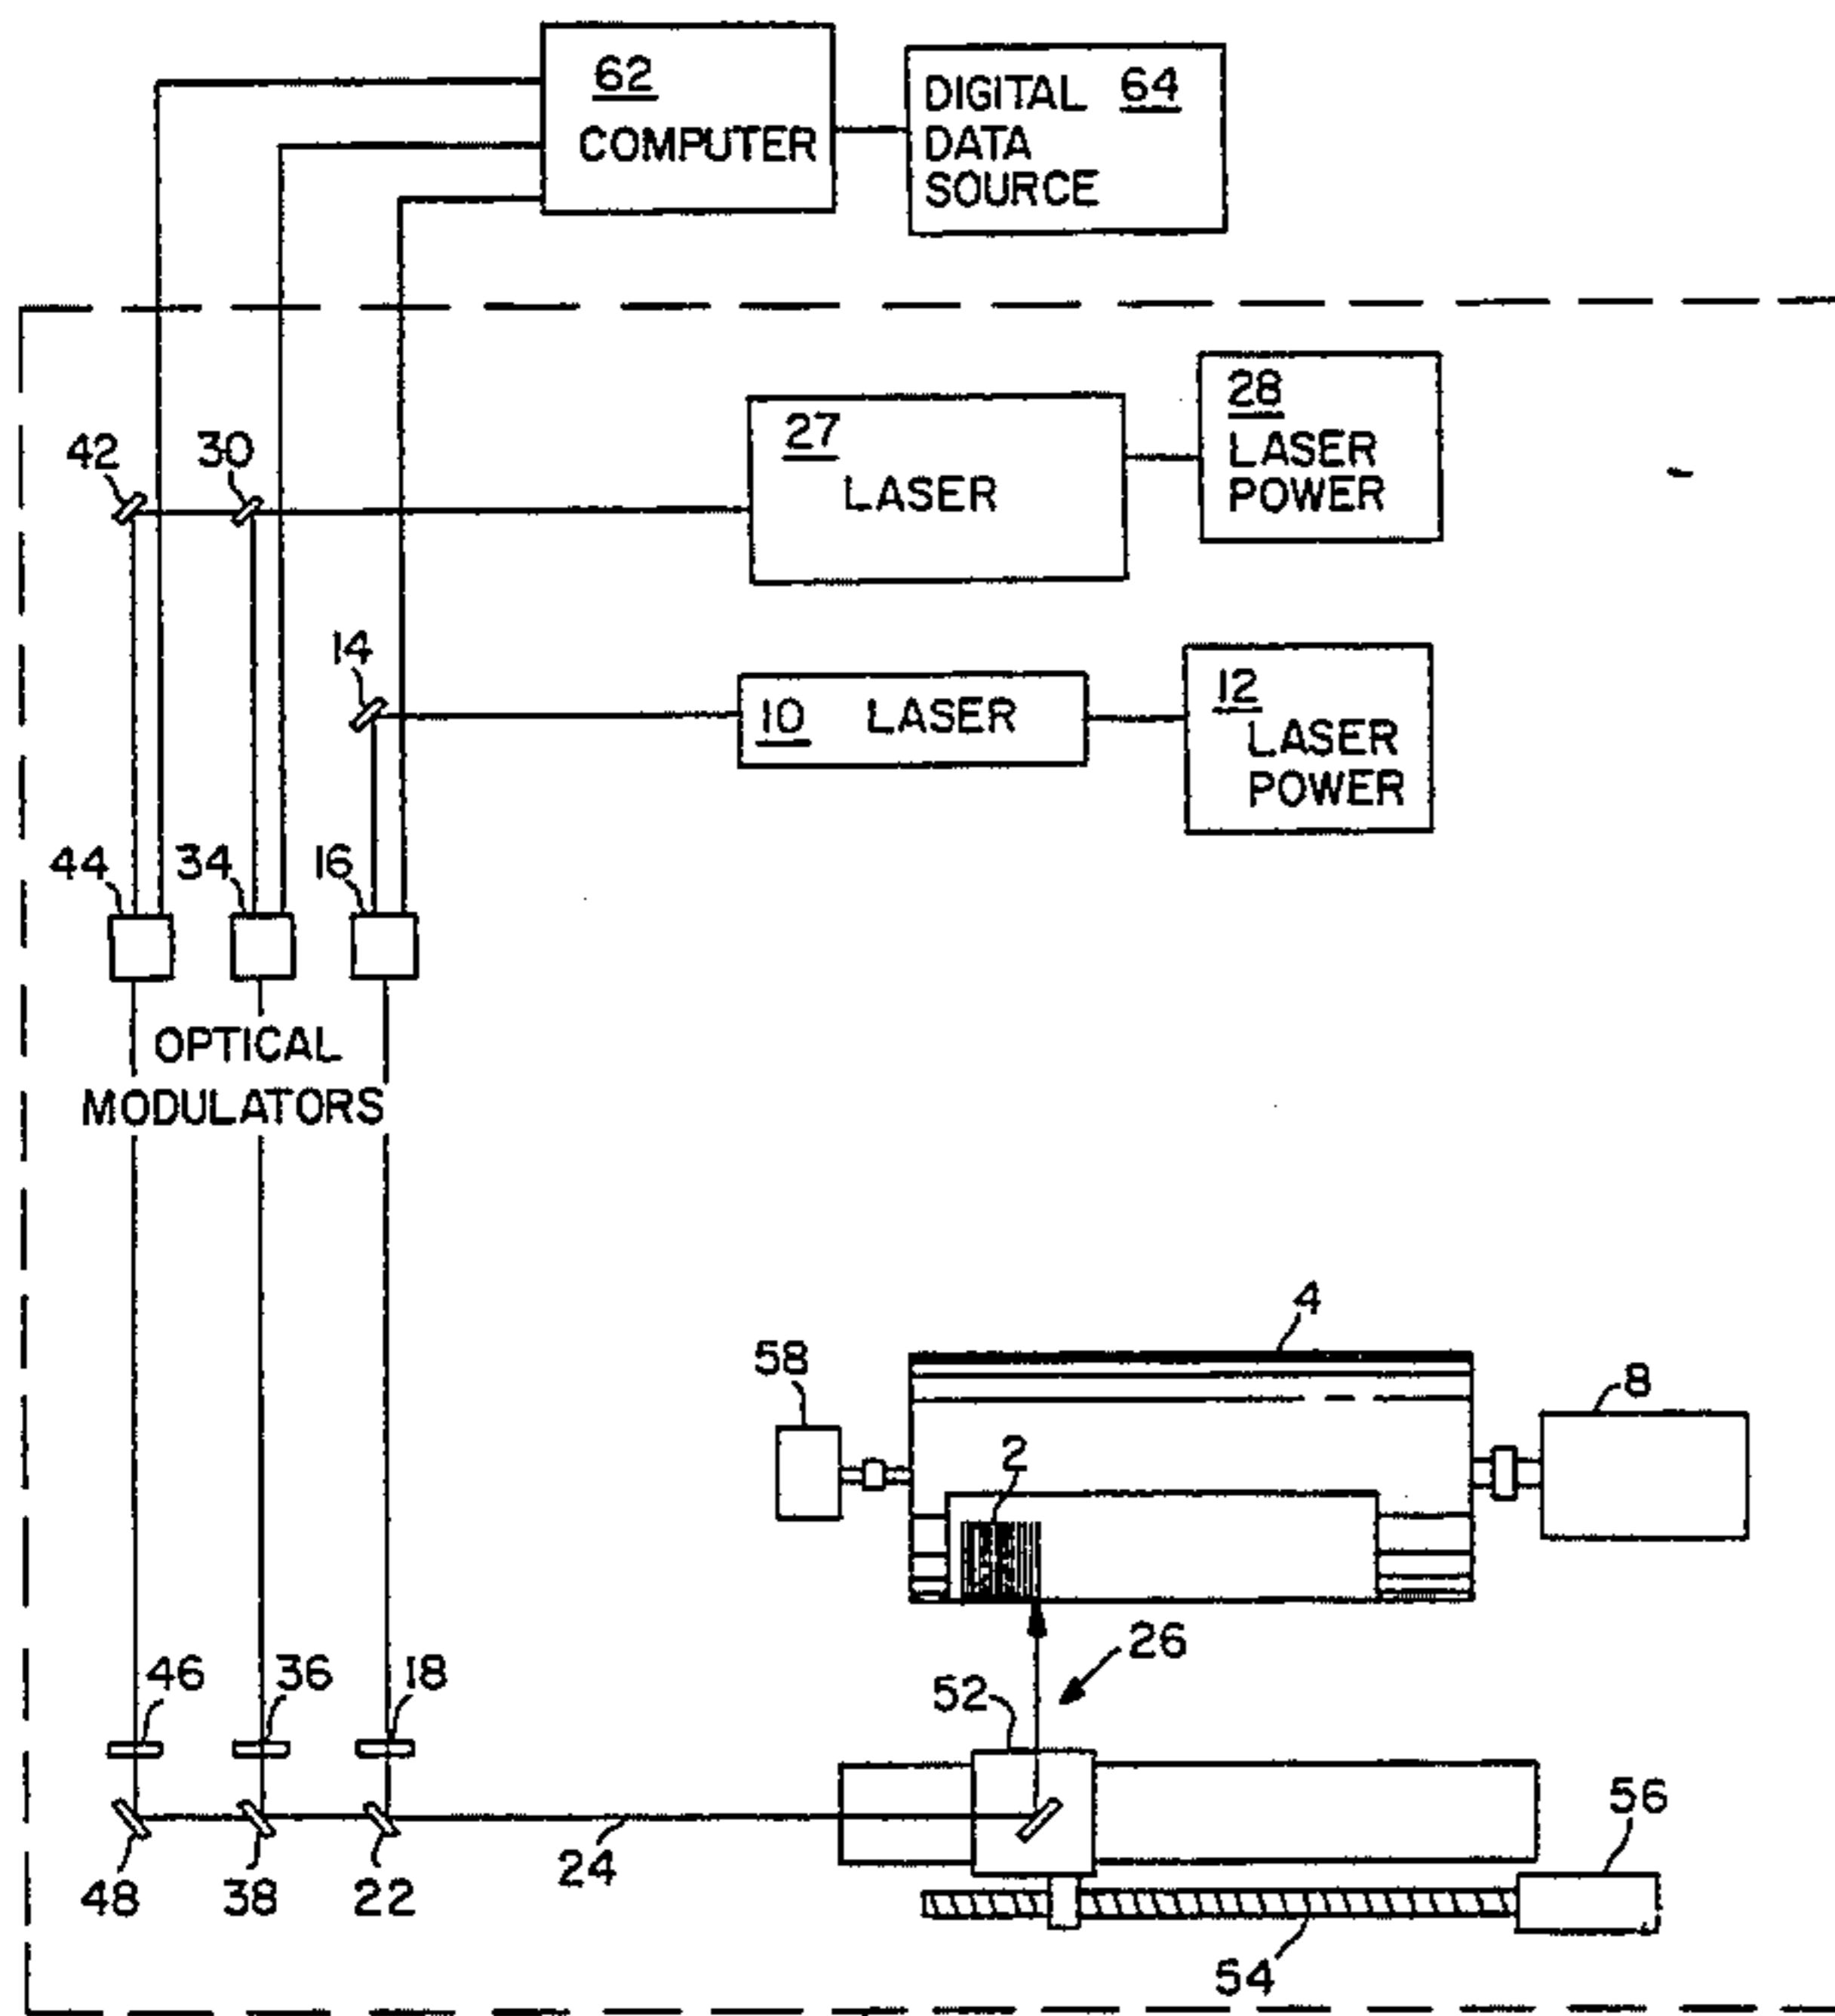 62
COMPUTER
DIGITAL 64
DATA
SOURCE
28
LASER
POWER
27
LASER
42
30
14
10 LASER
12
LASER
POWER
44
34
16
OPTICAL
MODULATORS
4
58
8
2
26
46
36
18
52
56
48
38
22
24
54